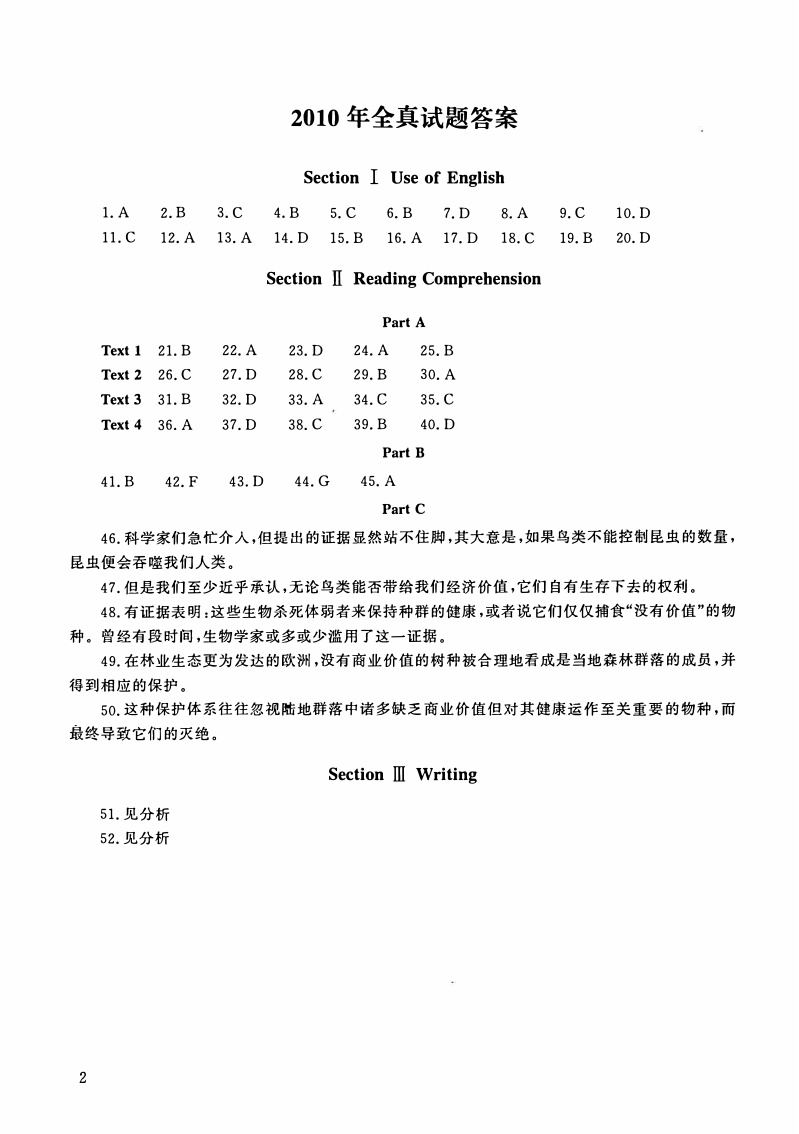 2010 年全真试题答案
Section Ⅰ Use of English
1. A 2. B 3. C 4. B 5. C 6. B 7. D 8. A 9. C 10. D
11. C 12. A 13. A 14. D 15. B 16. A 17. D 18. C 19. B 20. D
Section Ⅱ Reading Comprehension
Part A
Text 1 21. B 22. A 23. D 24. A 25. B
Text 2 26. C 27. D 28. C 29. B 30. A
Text 3 31. B 32. D 33. A 34. C 35. C
Text 4 36. A 37. D 38. C 39. B 40. D
Part B
41. B 42. F 43. D 44. G 45. A
Part C
46. 科学家们急忙介入,但提出的证据显然站不住脚,其大意是,如果鸟类不能控制昆虫的数量,
昆虫便会吞噬我们人类。
47. 但是我们至少近乎承认,无论鸟类能否带给我们经济价值,它们自有生存下去的权利。
48. 有证据表明:这些生物杀死体弱者来保持种群的健康,或者说它们仅仅捕食“没有价值”的物
种。曾经有段时间,生物学家或多或少滥用了这一证据。
49. 在林业生态更为发达的欧洲,没有商业价值的树种被合理地看成是当地森林群落的成员,并
得到相应的保护。
50. 这种保护体系往往忽视陆地群落中诸多缺乏商业价值但对其健康运作至关重要的物种,而
最终导致它们的灭绝。
Section Ⅲ Writing
51. 见分析
52. 见分析
2